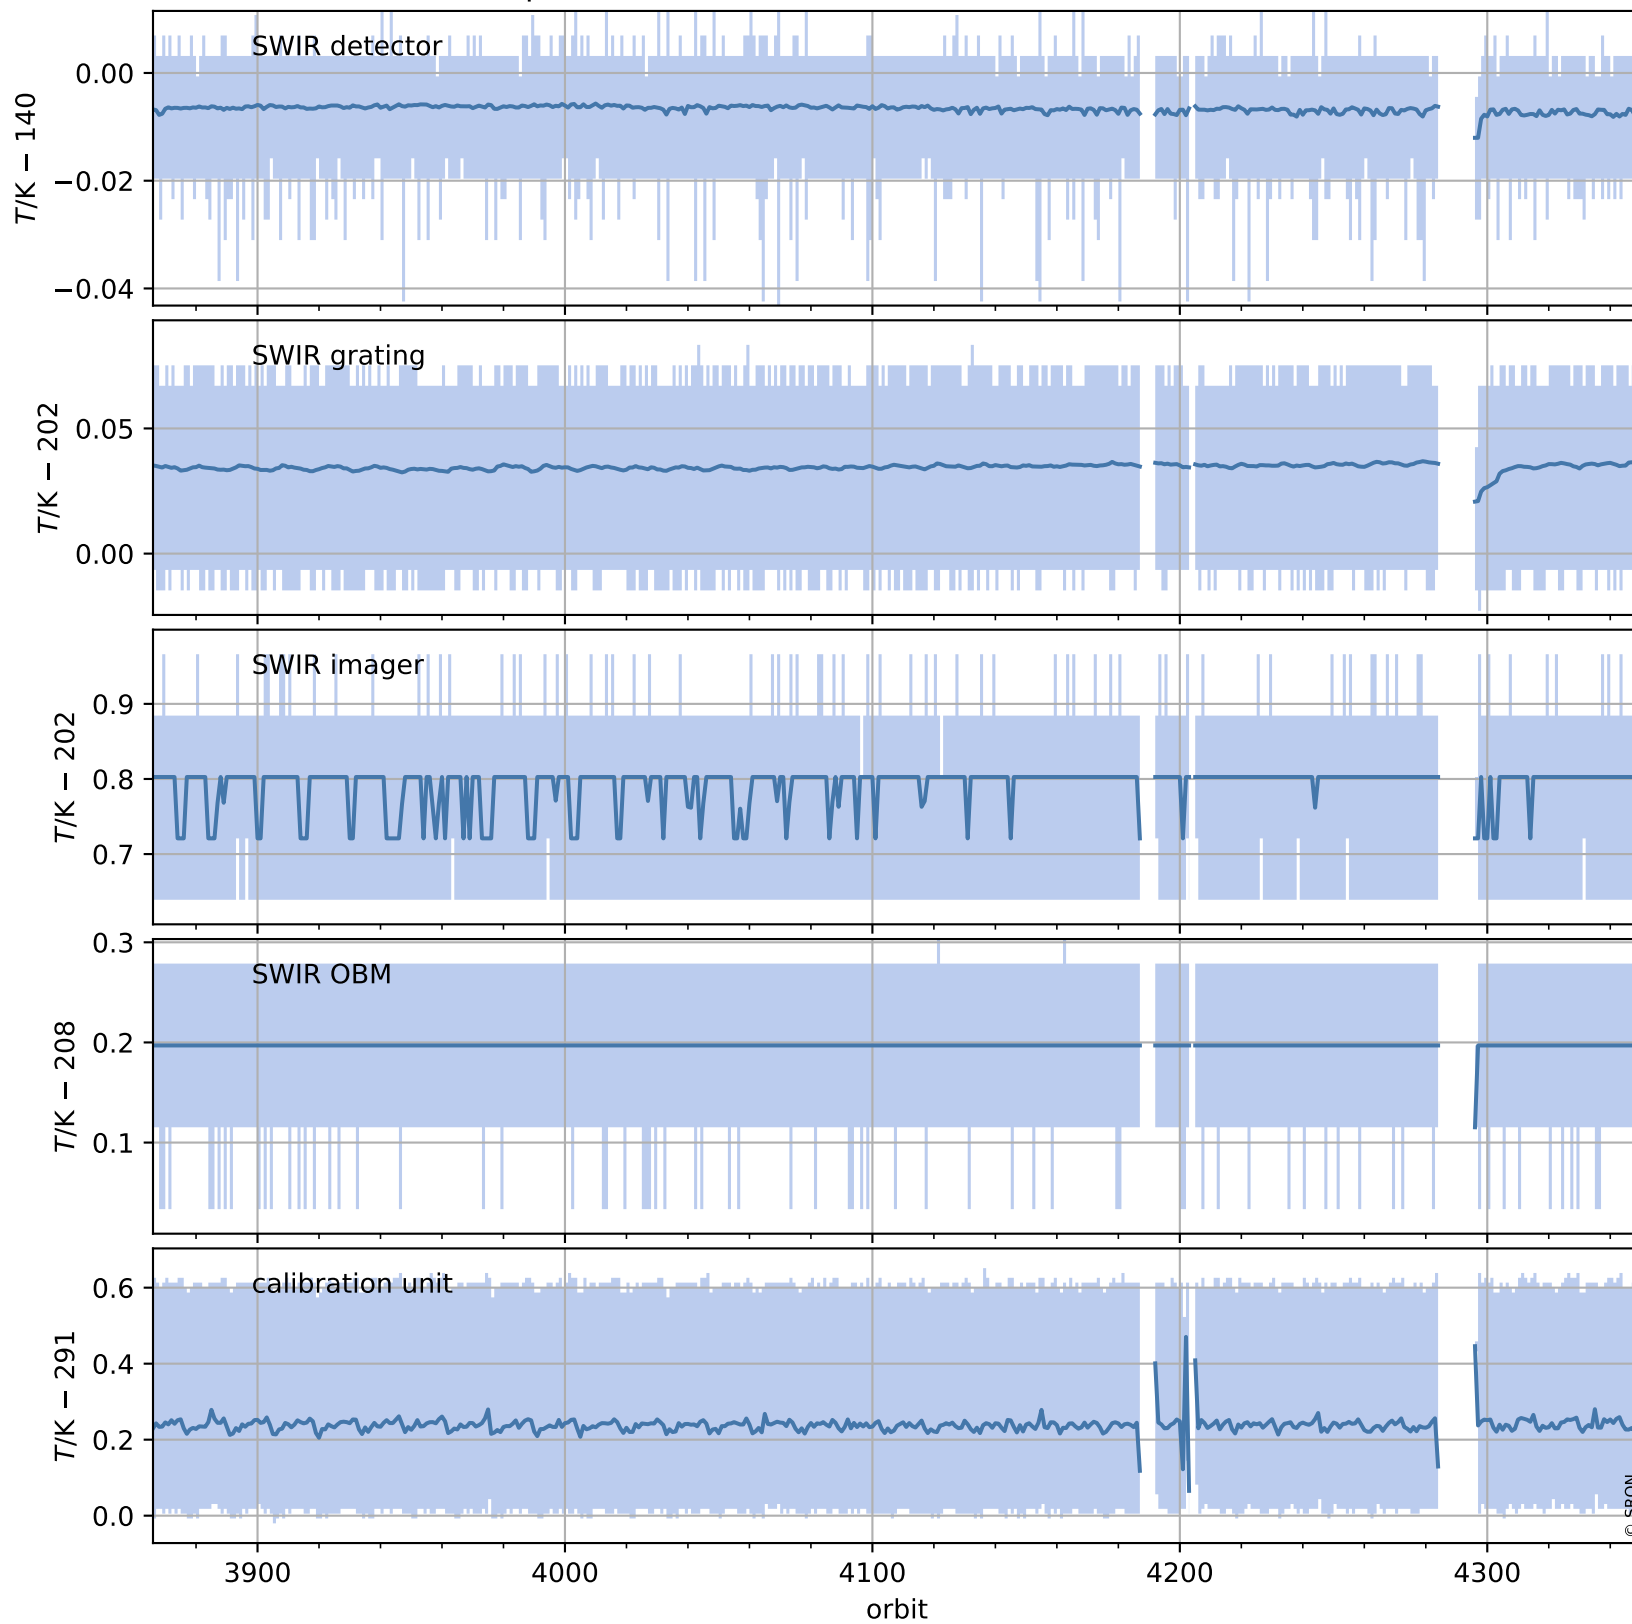 SWIR detector
T/K − 140
0.00
−0.02
−0.04
SWIR grating
T/K − 202
0.05
0.00
SWIR imager
T/K − 202
0.9
0.8
0.7
SWIR OBM
T/K − 208
0.3
0.2
0.1
calibration unit
T/K − 291
0.6
0.4
0.2
0.0
3900 4000 4100 4200 4300
orbit
© SRON